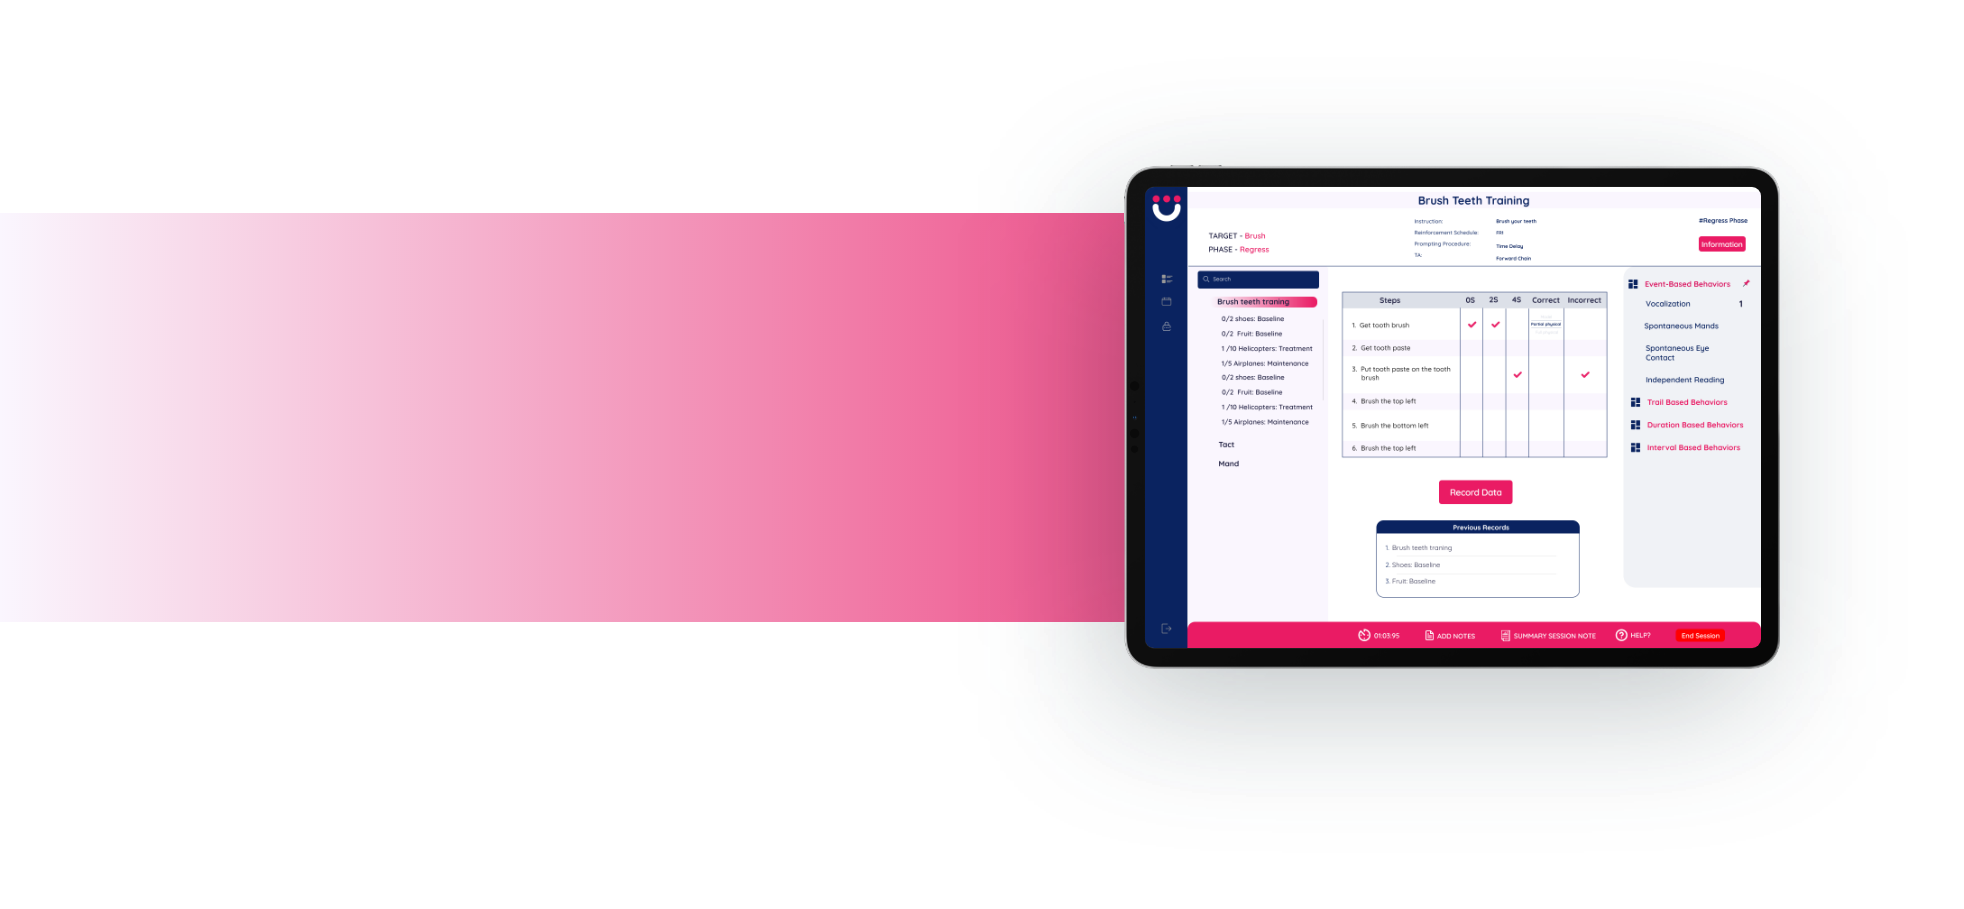 Brush Teeth Training
TARGET - Brush
PHASE - Regress
Instruction:
Brush your teeth
Reinforcement Schedule:
FR1
Prompting Procedure:
Time Delay
TA:
Forward Chain
#Regress Phase
Information
Search
Brush teeth traning
0/2 shoes: Baseline
0/2 Fruit: Baseline
1 /10 Helicopters: Treatment
1/5 Airplanes: Maintenance
0/2 shoes: Baseline
0/2 Fruit: Baseline
1 /10 Helicopters: Treatment
1/5 Airplanes: Maintenance
Tact
Mand
Steps 0S 2S 4S Correct Incorrect
1. Get tooth brush
Partial physical
2. Get tooth paste
3. Put tooth paste on the tooth
brush
4. Brush the top left
5. Brush the bottom left
6. Brush the top left
Record Data
Previous Records
1. Brush teeth traning
2. Shoes: Baseline
3. Fruit: Baseline
Event-Based Behaviors
Vocalization 1
Spontaneous Mands
Spontaneous Eye
Contact
Independent Reading
Trail Based Behaviors
Duration Based Behaviors
Interval Based Behaviors
01:03:95
ADD NOTES
SUMMARY SESSION NOTE
HELP?
End Session